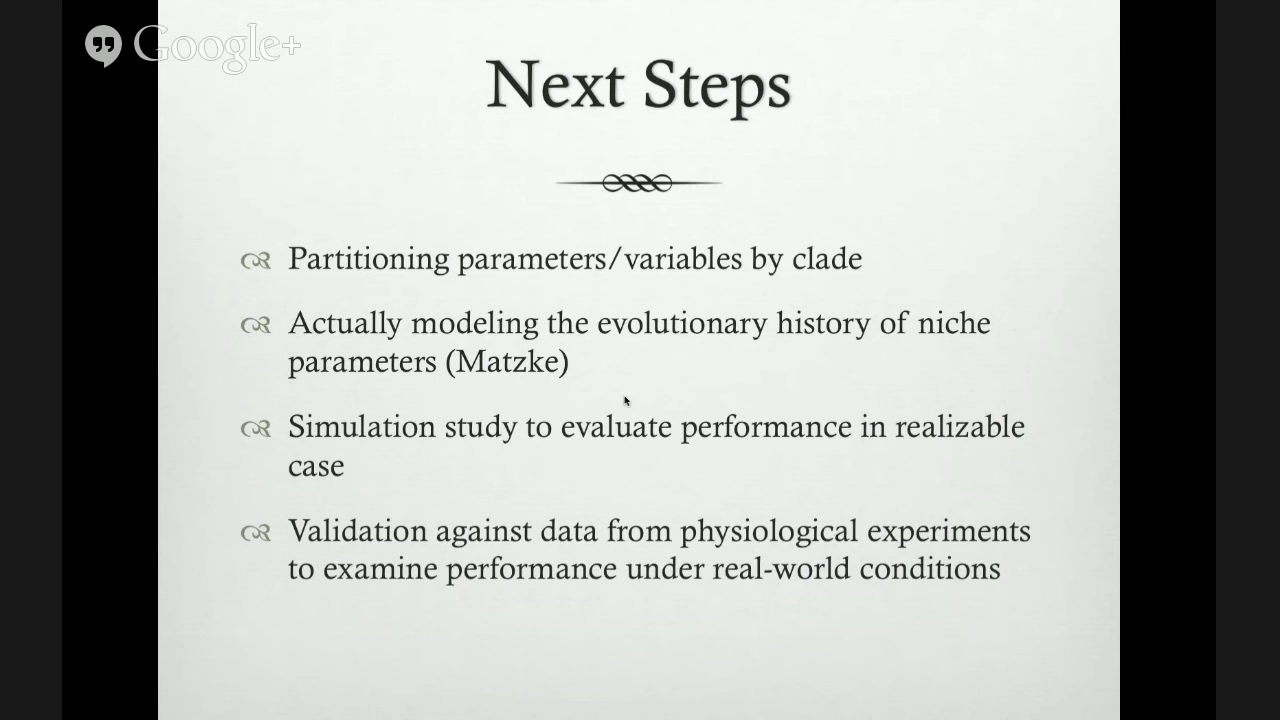 Google+
Next Steps
Partitioning parameters/variables by clade
Actually modeling the evolutionary history of niche
parameters (Matzke)
Simulation study to evaluate performance in realizable
case
Validation against data from physiological experiments
to examine performance under real-world conditions